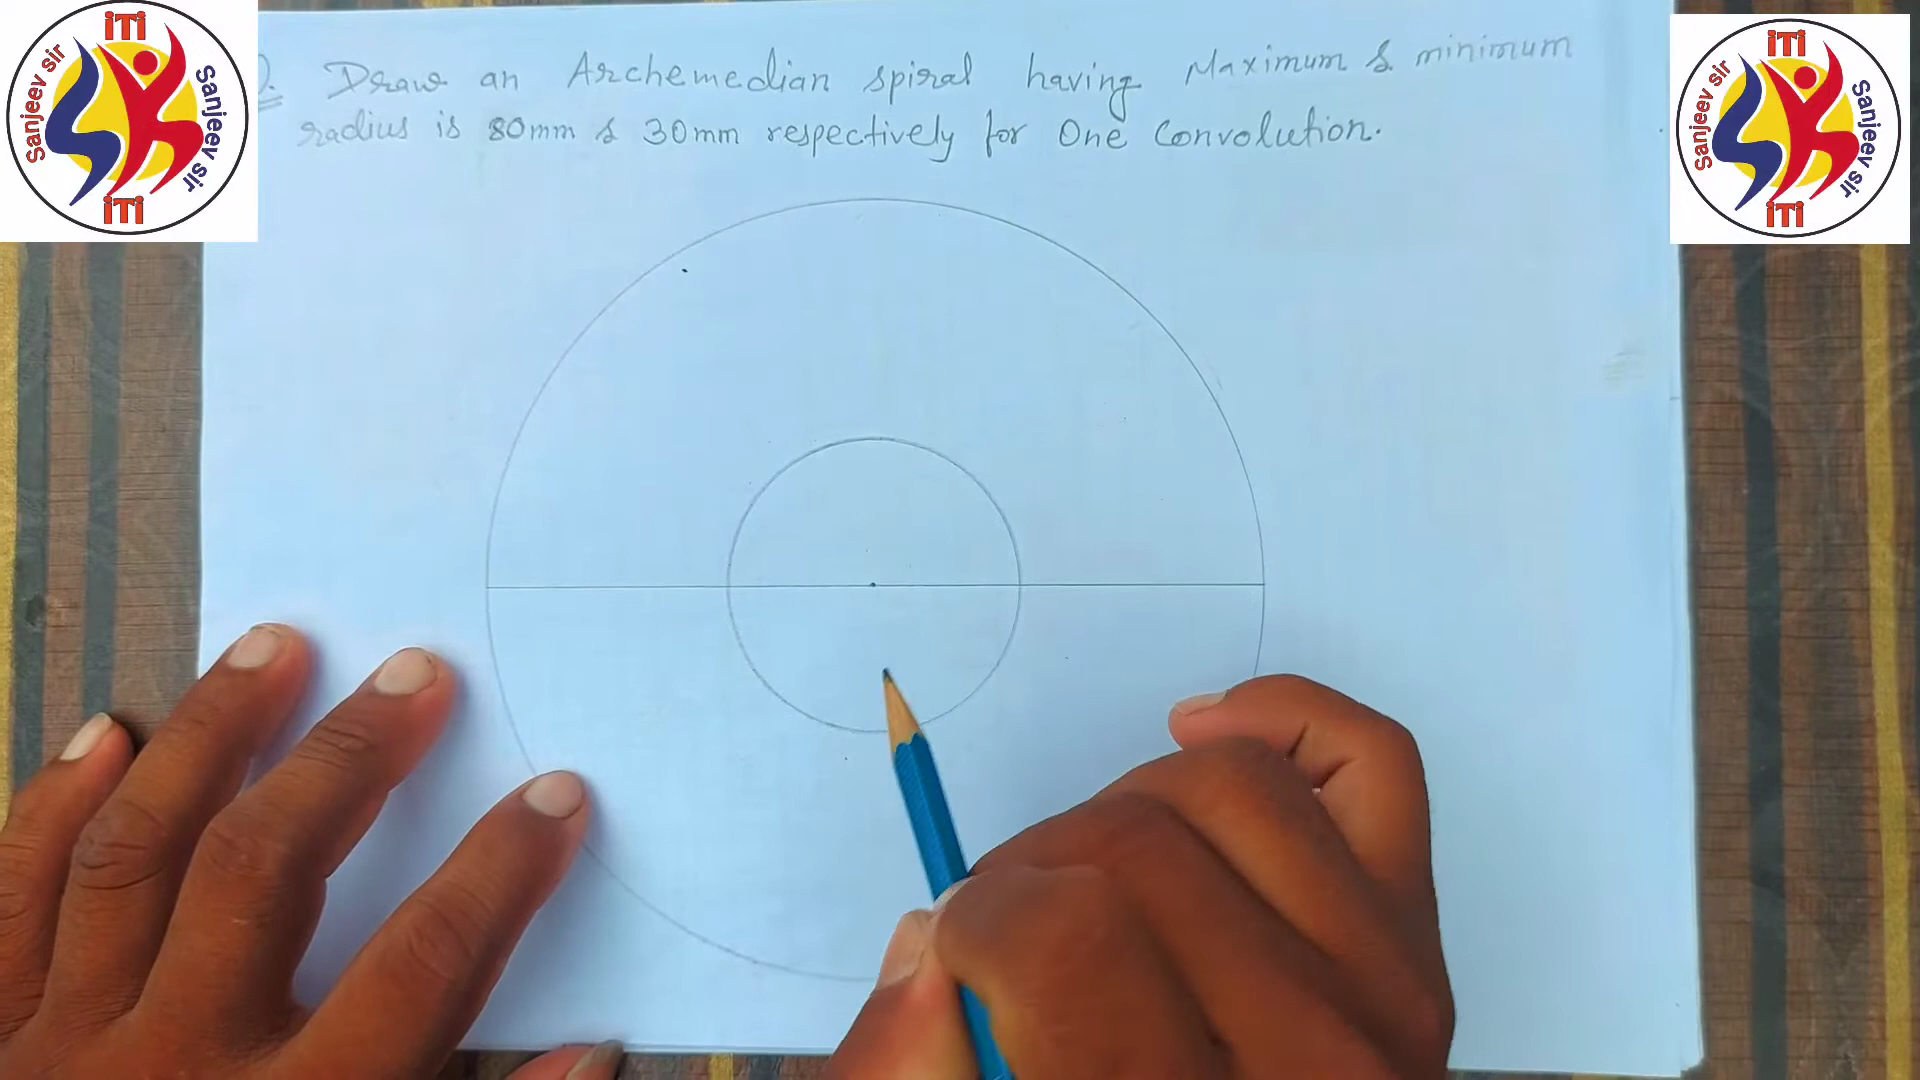 iTi
Sanjeev sir
Sanjeev sir
iTi
Draw an Archemedian spiral having Maximum & minimum
radius is 80mm & 30mm respectively for One Convolution.
iTi
Sanjeev sir
Sanjeev sir
iTi